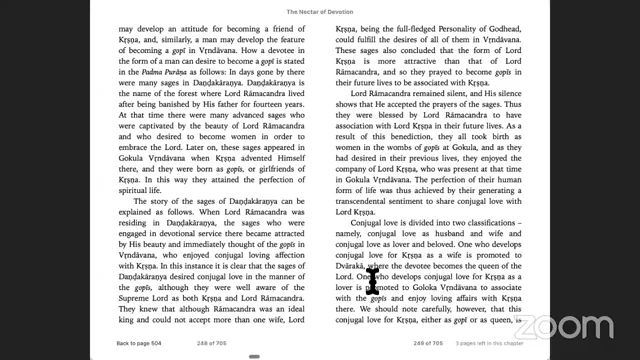 The Nectar of Devotion
may develop an attitude for becoming a friend of
Kṛṣṇa, and, similarly, a man may develop the feature
of becoming a gopī in Vṛndāvana. How a devotee in
the form of a man can desire to become a gopī is stated
in the Padma Purāṇa as follows: In days gone by there
were many sages in Daṇḍakāraṇya. Daṇḍakāraṇya is
the name of the forest where Lord Rāmacandra lived
after being banished by His father for fourteen years.
At that time there were many advanced sages who
were captivated by the beauty of Lord Rāmacandra
and who desired to become women in order to
embrace the Lord. Later on, these sages appeared in
Gokula Vṛndāvana when Kṛṣṇa advented Himself
there, and they were born as gopīs, or girlfriends of
Kṛṣṇa. In this way they attained the perfection of
spiritual life.
The story of the sages of Daṇḍakāraṇya can be
explained as follows. When Lord Rāmacandra was
residing in Daṇḍakāraṇya, the sages who were
engaged in devotional service there became attracted
by His beauty and immediately thought of the gopīs in
Vṛndāvana, who enjoyed conjugal loving affection
with Kṛṣṇa. In this instance it is clear that the sages of
Daṇḍakāraṇya desired conjugal love in the manner of
the gopīs, although they were well aware of the
Supreme Lord as both Kṛṣṇa and Lord Rāmacandra.
They knew that although Rāmacandra was an ideal
king and could not accept more than one wife, Lord
Back to page 504
248 of 705
Kṛṣṇa, being the full-fledged Personality of Godhead,
could fulfill the desires of all of them in Vṛndāvana.
These sages also concluded that the form of Lord
Kṛṣṇa is more attractive than that of Lord
Rāmacandra, and so they prayed to become gopīs in
their future lives to be associated with Kṛṣṇa.
Lord Rāmacandra remained silent, and His silence
shows that He accepted the prayers of the sages. Thus
they were blessed by Lord Rāmacandra to have
association with Lord Kṛṣṇa in their future lives. As a
result of this benediction, they all took birth as
women in the wombs of gopīs at Gokula, and as they
had desired in their previous lives, they enjoyed the
company of Lord Kṛṣṇa, who was present at that time
in Gokula Vṛndāvana. The perfection of their human
form of life was thus achieved by their generating a
transcendental sentiment to share conjugal love with
Lord Kṛṣṇa.
Conjugal love is divided into two classifications –
namely, conjugal love as husband and wife and
conjugal love as lover and beloved. One who develops
conjugal love for Kṛṣṇa as a wife is promoted to
Dvārakā, where the devotee becomes the queen of the
Lord. One who develops conjugal love for Kṛṣṇa as a
lover is promoted to Goloka Vṛndāvana to associate
with the gopīs and enjoy loving affairs with Kṛṣṇa
there. We should note carefully, however, that this
conjugal love for Kṛṣṇa, either as gopī or as queen, is
249 of 705
3 pages left in this chapter
zoom